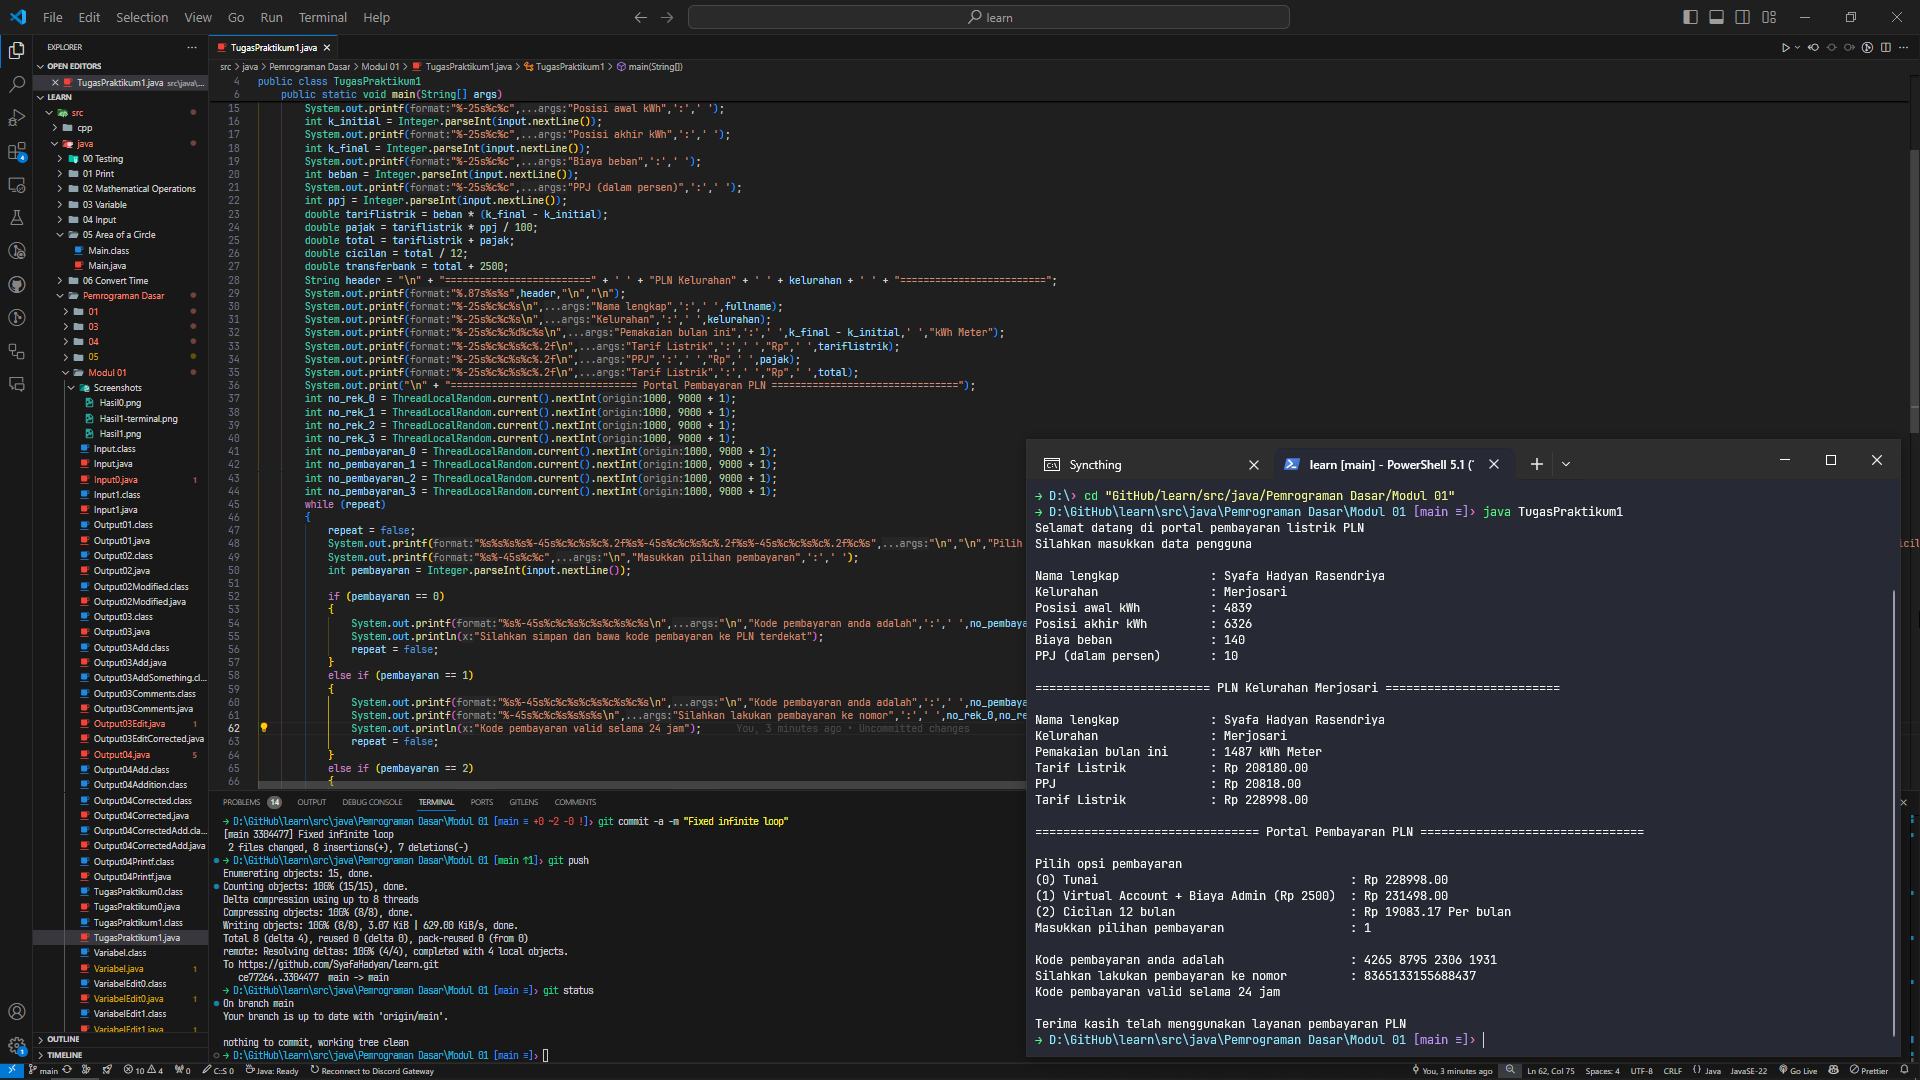 File Edit Selection View Go Run Terminal Help
learn
EXPLORER
OPEN EDITORS
TugasPraktikum1.java src\java\...
LEARN
src
cpp
java
00 Testing
01 Print
02 Mathematical Operations
03 Variable
04 Input
05 Area of a Circle
Main.class
Main.java
06 Convert Time
Pemrograman Dasar
01
03
04
05
Modul 01
Screenshots
Hasil0.png
Hasil1-terminal.png
Hasil1.png
Input.class
Input.java
Input0.java 1
Input1.class
Input1.java
Output01.class
Output01.java
Output02.class
Output02.java
Output02Modified.class
Output02Modified.java
Output03.class
Output03.java
Output03Add.class
Output03Add.java
Output03AddSomething.cl...
Output03Comments.class
Output03Comments.java
Output03Edit.java 1
Output03EditCorrected.java
Output04.java 5
Output04Add.class
Output04Addition.class
Output04Corrected.class
Output04Corrected.java
Output04CorrectedAdd.cla...
Output04CorrectedAdd.java
Output04Printf.class
Output04Printf.java
TugasPraktikum0.class
TugasPraktikum0.java
TugasPraktikum1.class
TugasPraktikum1.java
Variabel.class
Variabel.java 1
VariabelEdit0.class
VariabelEdit0.java 1
VariabelEdit1.class
VariabelEdit1.java 1
OUTLINE
TIMELINE
TugasPraktikum1.java
src > java > Pemrograman Dasar > Modul 01 > TugasPraktikum1.java > TugasPraktikum1 > main(String[])
4 public class TugasPraktikum1
6 public static void main(String[] args)
15 System.out.printf(format:"%-25s%c%c",...args:"Posisi awal kWh",':',' ');
16 int k_initial = Integer.parseInt(input.nextLine());
17 System.out.printf(format:"%-25s%c%c",...args:"Posisi akhir kWh",':',' ');
18 int k_final = Integer.parseInt(input.nextLine());
19 System.out.printf(format:"%-25s%c%c",...args:"Biaya beban",':',' ');
20 int beban = Integer.parseInt(input.nextLine());
21 System.out.printf(format:"%-25s%c%c",...args:"PPJ (dalam persen)",':',' ');
22 int ppj = Integer.parseInt(input.nextLine());
23 double tariflistrik = beban * (k_final - k_initial);
24 double pajak = tariflistrik * ppj / 100;
25 double total = tariflistrik + pajak;
26 double cicilan = total / 12;
27 double transferbank = total + 2500;
28 String header = "\n" + "=========================" + ' ' + "PLN Kelurahan" + ' ' + kelurahan + ' ' + "=========================";
29 System.out.printf(format:"%.87s%s%s",header,"\n","\n");
30 System.out.printf(format:"%-25s%c%c%s\n",...args:"Nama lengkap",':',' ',fullname);
31 System.out.printf(format:"%-25s%c%c%s\n",...args:"Kelurahan",':',' ',kelurahan);
32 System.out.printf(format:"%-25s%c%c%d%c%s\n",...args:"Pemakaian bulan ini",':',' ',k_final - k_initial,' ',"kWh Meter");
33 System.out.printf(format:"%-25s%c%c%s%c%.2f\n",...args:"Tarif Listrik",':',' ',"Rp",' ',tariflistrik);
34 System.out.printf(format:"%-25s%c%c%s%c%.2f\n",...args:"PPJ",':',' ',"Rp",' ',pajak);
35 System.out.printf(format:"%-25s%c%c%s%c%.2f\n",...args:"Tarif Listrik",':',' ',"Rp",' ',total);
36 System.out.print("\n" + "================================ Portal Pembayaran PLN ================================");
37 int no_rek_0 = ThreadLocalRandom.current().nextInt(origin:1000, 9000 + 1);
38 int no_rek_1 = ThreadLocalRandom.current().nextInt(origin:1000, 9000 + 1);
39 int no_rek_2 = ThreadLocalRandom.current().nextInt(origin:1000, 9000 + 1);
40 int no_rek_3 = ThreadLocalRandom.current().nextInt(origin:1000, 9000 + 1);
41 int no_pembayaran_0 = ThreadLocalRandom.current().nextInt(origin:1000, 9000 + 1);
42 int no_pembayaran_1 = ThreadLocalRandom.current().nextInt(origin:1000, 9000 + 1);
43 int no_pembayaran_2 = ThreadLocalRandom.current().nextInt(origin:1000, 9000 + 1);
44 int no_pembayaran_3 = ThreadLocalRandom.current().nextInt(origin:1000, 9000 + 1);
45 while (repeat)
46 {
47 repeat = false;
48 System.out.printf(format:"%s%s%s%s%-45s%c%c%s%c%.2f%s%-45s%c%c%s%c%.2f%s%-45s%c%c%s%c%.2f%c%s",...args:"\n","\n","Pilih
49 System.out.printf(format:"%s%-45s%c%c",...args:"\n","Masukkan pilihan pembayaran",':',' ');
50 int pembayaran = Integer.parseInt(input.nextLine());
51
52 if (pembayaran == 0)
53 {
54 System.out.printf(format:"%s%-45s%c%c%s%c%s%c%s%c%s\n",...args:"\n","Kode pembayaran anda adalah",':',' ',no_pembaya
55 System.out.println(x:"Silahkan simpan dan bawa kode pembayaran ke PLN terdekat");
56 repeat = false;
57 }
58 else if (pembayaran == 1)
59 {
60 System.out.printf(format:"%s%-45s%c%c%s%c%s%c%s%c%s\n",...args:"\n","Kode pembayaran anda adalah",':',' ',no_pembaya
61 System.out.printf(format:"%-45s%c%c%s%s%s%s\n",...args:"Silahkan lakukan pembayaran ke nomor",':',' ',no_rek_0,no_re
62 System.out.println(x:"Kode pembayaran valid selama 24 jam"); You, 3 minutes ago • Uncommitted changes
63 repeat = false;
64 }
65 else if (pembayaran == 2)
66 {
PROBLEMS 14 OUTPUT DEBUG CONSOLE TERMINAL PORTS GITLENS COMMENTS
→ D:\GitHub\learn\src\java\Pemrograman Dasar\Modul 01 [main ≡ +0 ~2 -0 !]› git commit -a -m "Fixed infinite loop"
[main 3304477] Fixed infinite loop
2 files changed, 8 insertions(+), 7 deletions(-)
→ D:\GitHub\learn\src\java\Pemrograman Dasar\Modul 01 [main ↑1]› git push
Enumerating objects: 15, done.
Counting objects: 100% (15/15), done.
Delta compression using up to 8 threads
Compressing objects: 100% (8/8), done.
Writing objects: 100% (8/8), 3.07 KiB | 629.00 KiB/s, done.
Total 8 (delta 4), reused 0 (delta 0), pack-reused 0 (from 0)
remote: Resolving deltas: 100% (4/4), completed with 4 local objects.
To https://github.com/SyafaHadyan/learn.git
ce77264..3304477 main -> main
→ D:\GitHub\learn\src\java\Pemrograman Dasar\Modul 01 [main ≡]› git status
On branch main
Your branch is up to date with 'origin/main'.
nothing to commit, working tree clean
→ D:\GitHub\learn\src\java\Pemrograman Dasar\Modul 01 [main ≡]›
Syncthing
learn [main] - PowerShell 5.1 (
→ D:\› cd "GitHub/learn/src/java/Pemrograman Dasar/Modul 01"
→ D:\GitHub\learn\src\java\Pemrograman Dasar\Modul 01 [main ≡]› java TugasPraktikum1
Selamat datang di portal pembayaran listrik PLN
Silahkan masukkan data pengguna
Nama lengkap : Syafa Hadyan Rasendriya
Kelurahan : Merjosari
Posisi awal kWh : 4839
Posisi akhir kWh : 6326
Biaya beban : 140
PPJ (dalam persen) : 10
========================= PLN Kelurahan Merjosari =========================
Nama lengkap : Syafa Hadyan Rasendriya
Kelurahan : Merjosari
Pemakaian bulan ini : 1487 kWh Meter
Tarif Listrik : Rp 208180.00
PPJ : Rp 20818.00
Tarif Listrik : Rp 228998.00
================================ Portal Pembayaran PLN ================================
Pilih opsi pembayaran
(0) Tunai : Rp 228998.00
(1) Virtual Account + Biaya Admin (Rp 2500) : Rp 231498.00
(2) Cicilan 12 bulan : Rp 19083.17 Per bulan
Masukkan pilihan pembayaran : 1
Kode pembayaran anda adalah : 4265 8795 2306 1931
Silahkan lakukan pembayaran ke nomor : 8365133155688437
Kode pembayaran valid selama 24 jam
Terima kasih telah menggunakan layanan pembayaran PLN
→ D:\GitHub\learn\src\java\Pemrograman Dasar\Modul 01 [main ≡]›
main 10 4 0 C: S 0 Java: Ready Reconnect to Discord Gateway
You, 3 minutes ago Ln 62, Col 75 Spaces: 4 UTF-8 CRLF {} Java JavaSE-22 Go Live Prettier